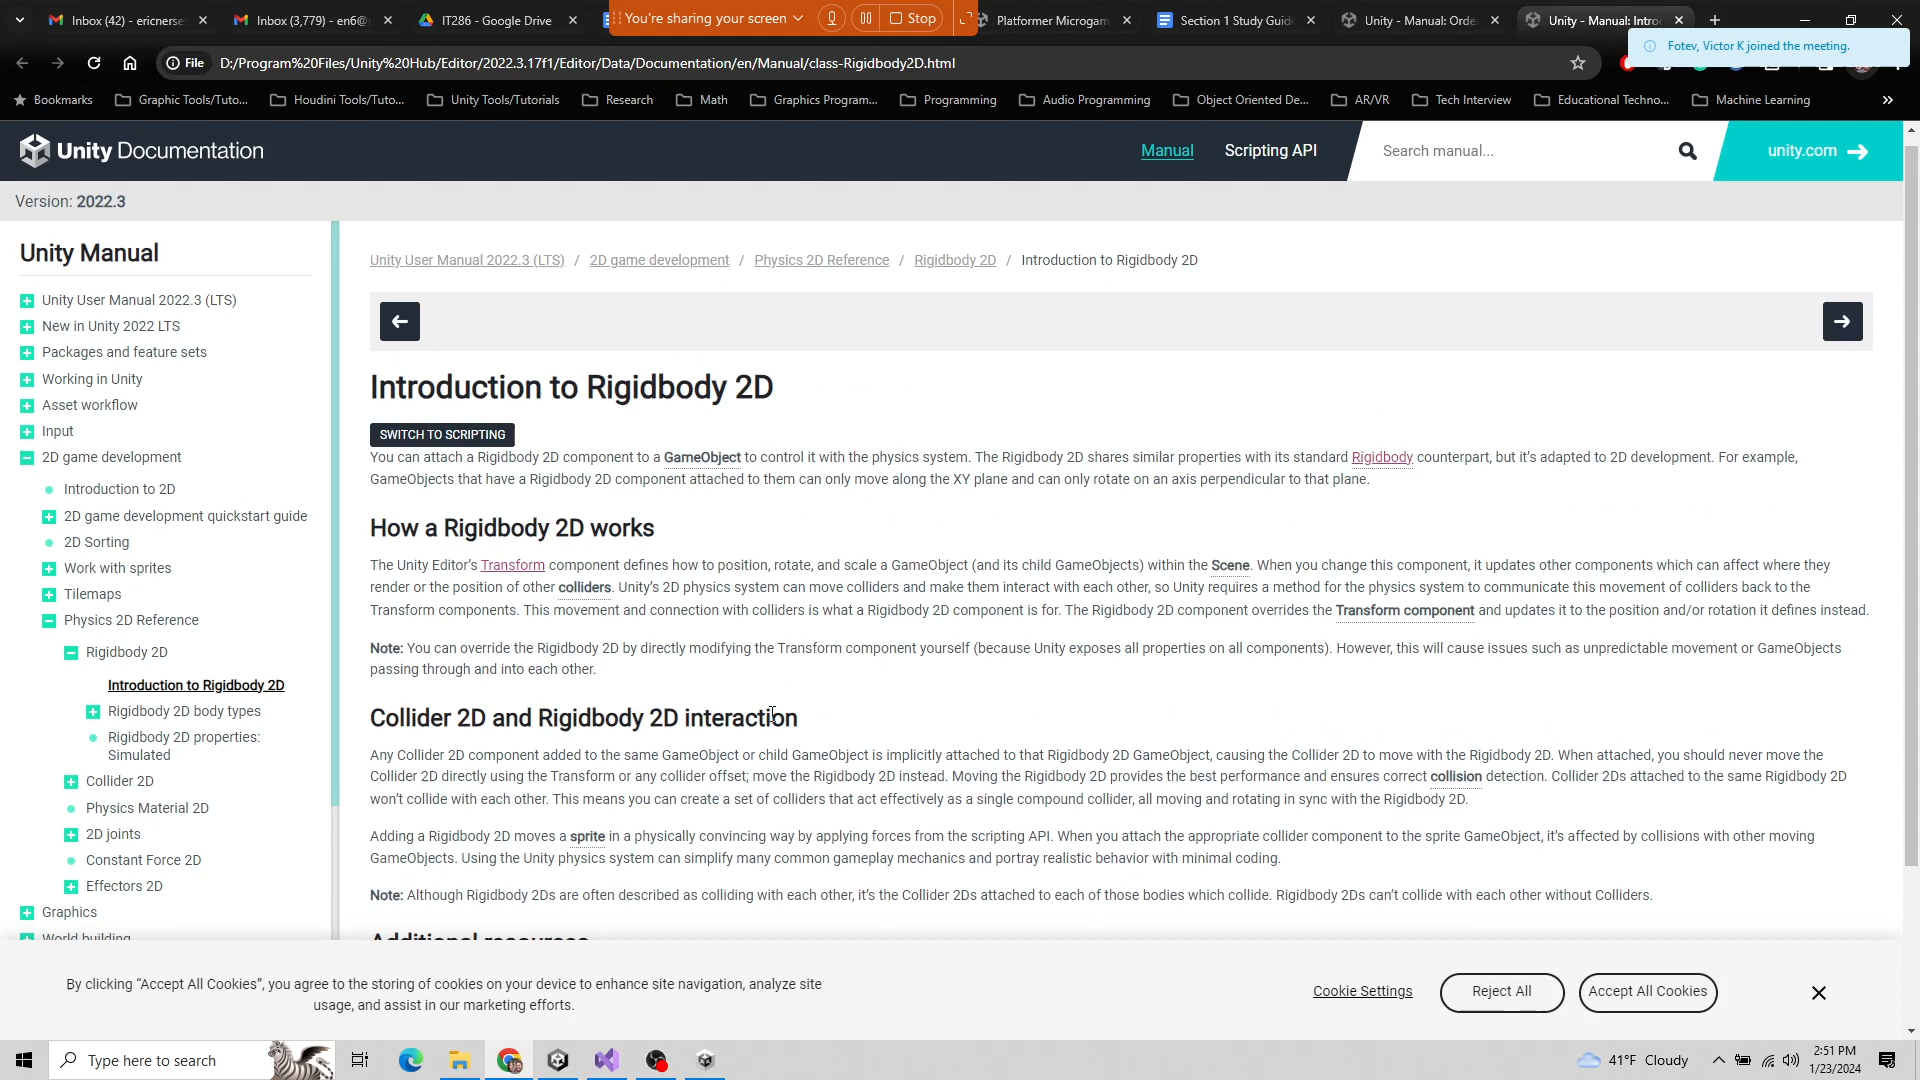 Inbox (42) - ericnerse
Inbox (3,779) - en6@
IT286 - Google Drive
You're sharing your screen
Stop
Platformer Microgam
Section 1 Study Guid
Unity - Manual: Orde
Unity - Manual: Intro
Fotev, Victor K joined the meeting.
File
D:/Program%20Files/Unity%20Hub/Editor/2022.3.17f1/Editor/Data/Documentation/en/Manual/class-Rigidbody2D.html
Bookmarks
Graphic Tools/Tuto...
Houdini Tools/Tuto...
Unity Tools/Tutorials
Research
Math
Graphics Program...
Programming
Audio Programming
Object Oriented De...
AR/VR
Tech Interview
Educational Techno...
Machine Learning
Unity Documentation
Manual
Scripting API
Search manual...
unity.com
Version: 2022.3
Unity Manual
Unity User Manual 2022.3 (LTS)
New in Unity 2022 LTS
Packages and feature sets
Working in Unity
Asset workflow
Input
2D game development
Introduction to 2D
2D game development quickstart guide
2D Sorting
Work with sprites
Tilemaps
Physics 2D Reference
Rigidbody 2D
Introduction to Rigidbody 2D
Rigidbody 2D body types
Rigidbody 2D properties:
Simulated
Collider 2D
Physics Material 2D
2D joints
Constant Force 2D
Effectors 2D
Graphics
World building
Unity User Manual 2022.3 (LTS) / 2D game development / Physics 2D Reference / Rigidbody 2D / Introduction to Rigidbody 2D
Introduction to Rigidbody 2D
SWITCH TO SCRIPTING
You can attach a Rigidbody 2D component to a GameObject to control it with the physics system. The Rigidbody 2D shares similar properties with its standard Rigidbody counterpart, but it's adapted to 2D development. For example,
GameObjects that have a Rigidbody 2D component attached to them can only move along the XY plane and can only rotate on an axis perpendicular to that plane.
How a Rigidbody 2D works
The Unity Editor's Transform component defines how to position, rotate, and scale a GameObject (and its child GameObjects) within the Scene. When you change this component, it updates other components which can affect where they
render or the position of other colliders. Unity's 2D physics system can move colliders and make them interact with each other, so Unity requires a method for the physics system to communicate this movement of colliders back to the
Transform components. This movement and connection with colliders is what a Rigidbody 2D component is for. The Rigidbody 2D component overrides the Transform component and updates it to the position and/or rotation it defines instead.
Note: You can override the Rigidbody 2D by directly modifying the Transform component yourself (because Unity exposes all properties on all components). However, this will cause issues such as unpredictable movement or GameObjects
passing through and into each other.
Collider 2D and Rigidbody 2D interaction
Any Collider 2D component added to the same GameObject or child GameObject is implicitly attached to that Rigidbody 2D GameObject, causing the Collider 2D to move with the Rigidbody 2D. When attached, you should never move the
Collider 2D directly using the Transform or any collider offset; move the Rigidbody 2D instead. Moving the Rigidbody 2D provides the best performance and ensures correct collision detection. Collider 2Ds attached to the same Rigidbody 2D
won't collide with each other. This means you can create a set of colliders that act effectively as a single compound collider, all moving and rotating in sync with the Rigidbody 2D.
Adding a Rigidbody 2D moves a sprite in a physically convincing way by applying forces from the scripting API. When you attach the appropriate collider component to the sprite GameObject, it's affected by collisions with other moving
GameObjects. Using the Unity physics system can simplify many common gameplay mechanics and portray realistic behavior with minimal coding.
Note: Although Rigidbody 2Ds are often described as colliding with each other, it's the Collider 2Ds attached to each of those bodies which collide. Rigidbody 2Ds can't collide with each other without Colliders.
Additional resources
By clicking “Accept All Cookies”, you agree to the storing of cookies on your device to enhance site navigation, analyze site
usage, and assist in our marketing efforts.
Cookie Settings
Reject All
Accept All Cookies
Type here to search
41°F Cloudy
2:51 PM
1/23/2024